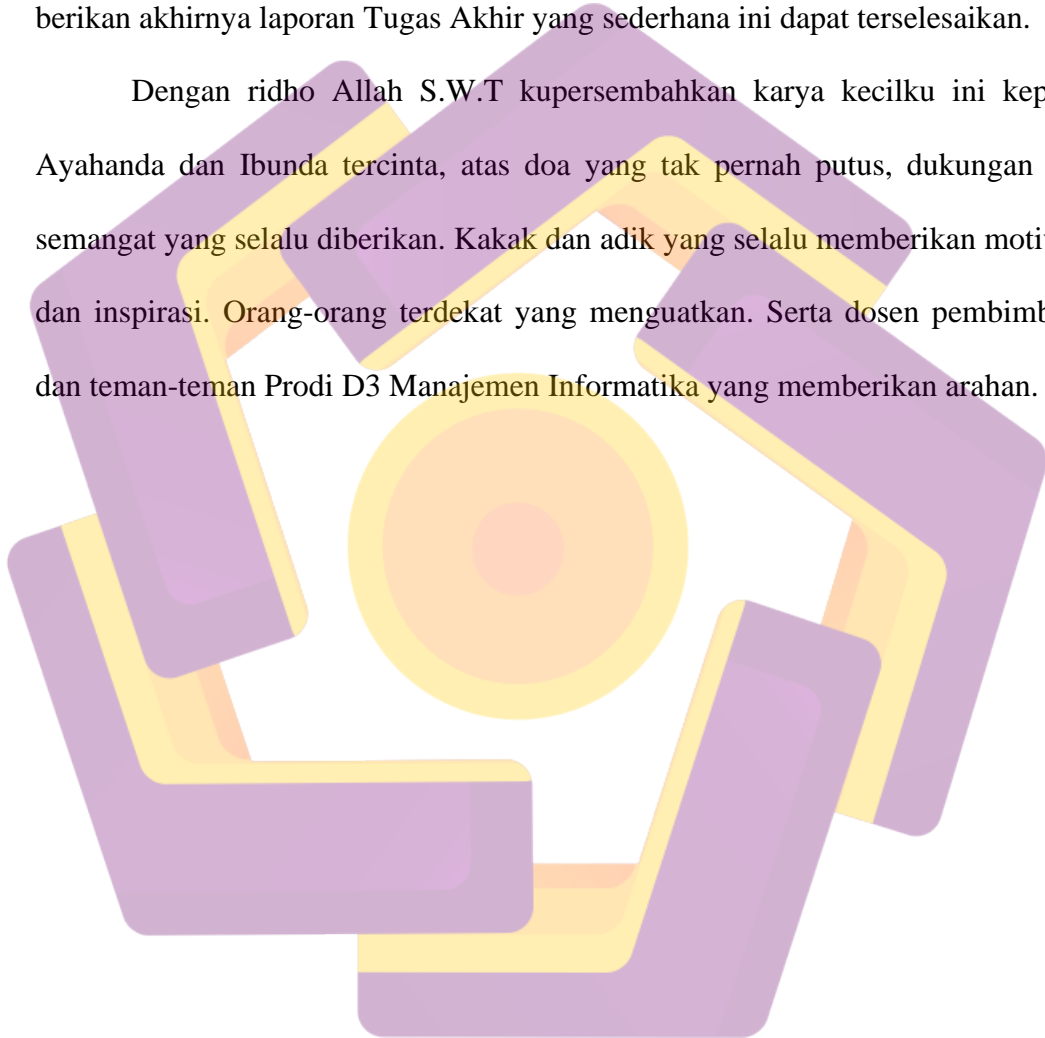 berikan akhirnya laporan Tugas Akhir yang sederhana ini dapat terselesaikan.
Dengan ridho Allah S.W.T kupersembahkan karya kecilku ini kep
Ayahanda dan Ibunda tercinta, atas doa yang tak pernah putus, dukungan
semangat yang selalu diberikan. Kakak dan adik yang selalu memberikan moti
dan inspirasi. Orang-orang terdekat yang menguatkan. Serta dosen pembimb
dan teman-teman Prodi D3 Manajemen Informatika yang memberikan arahan.